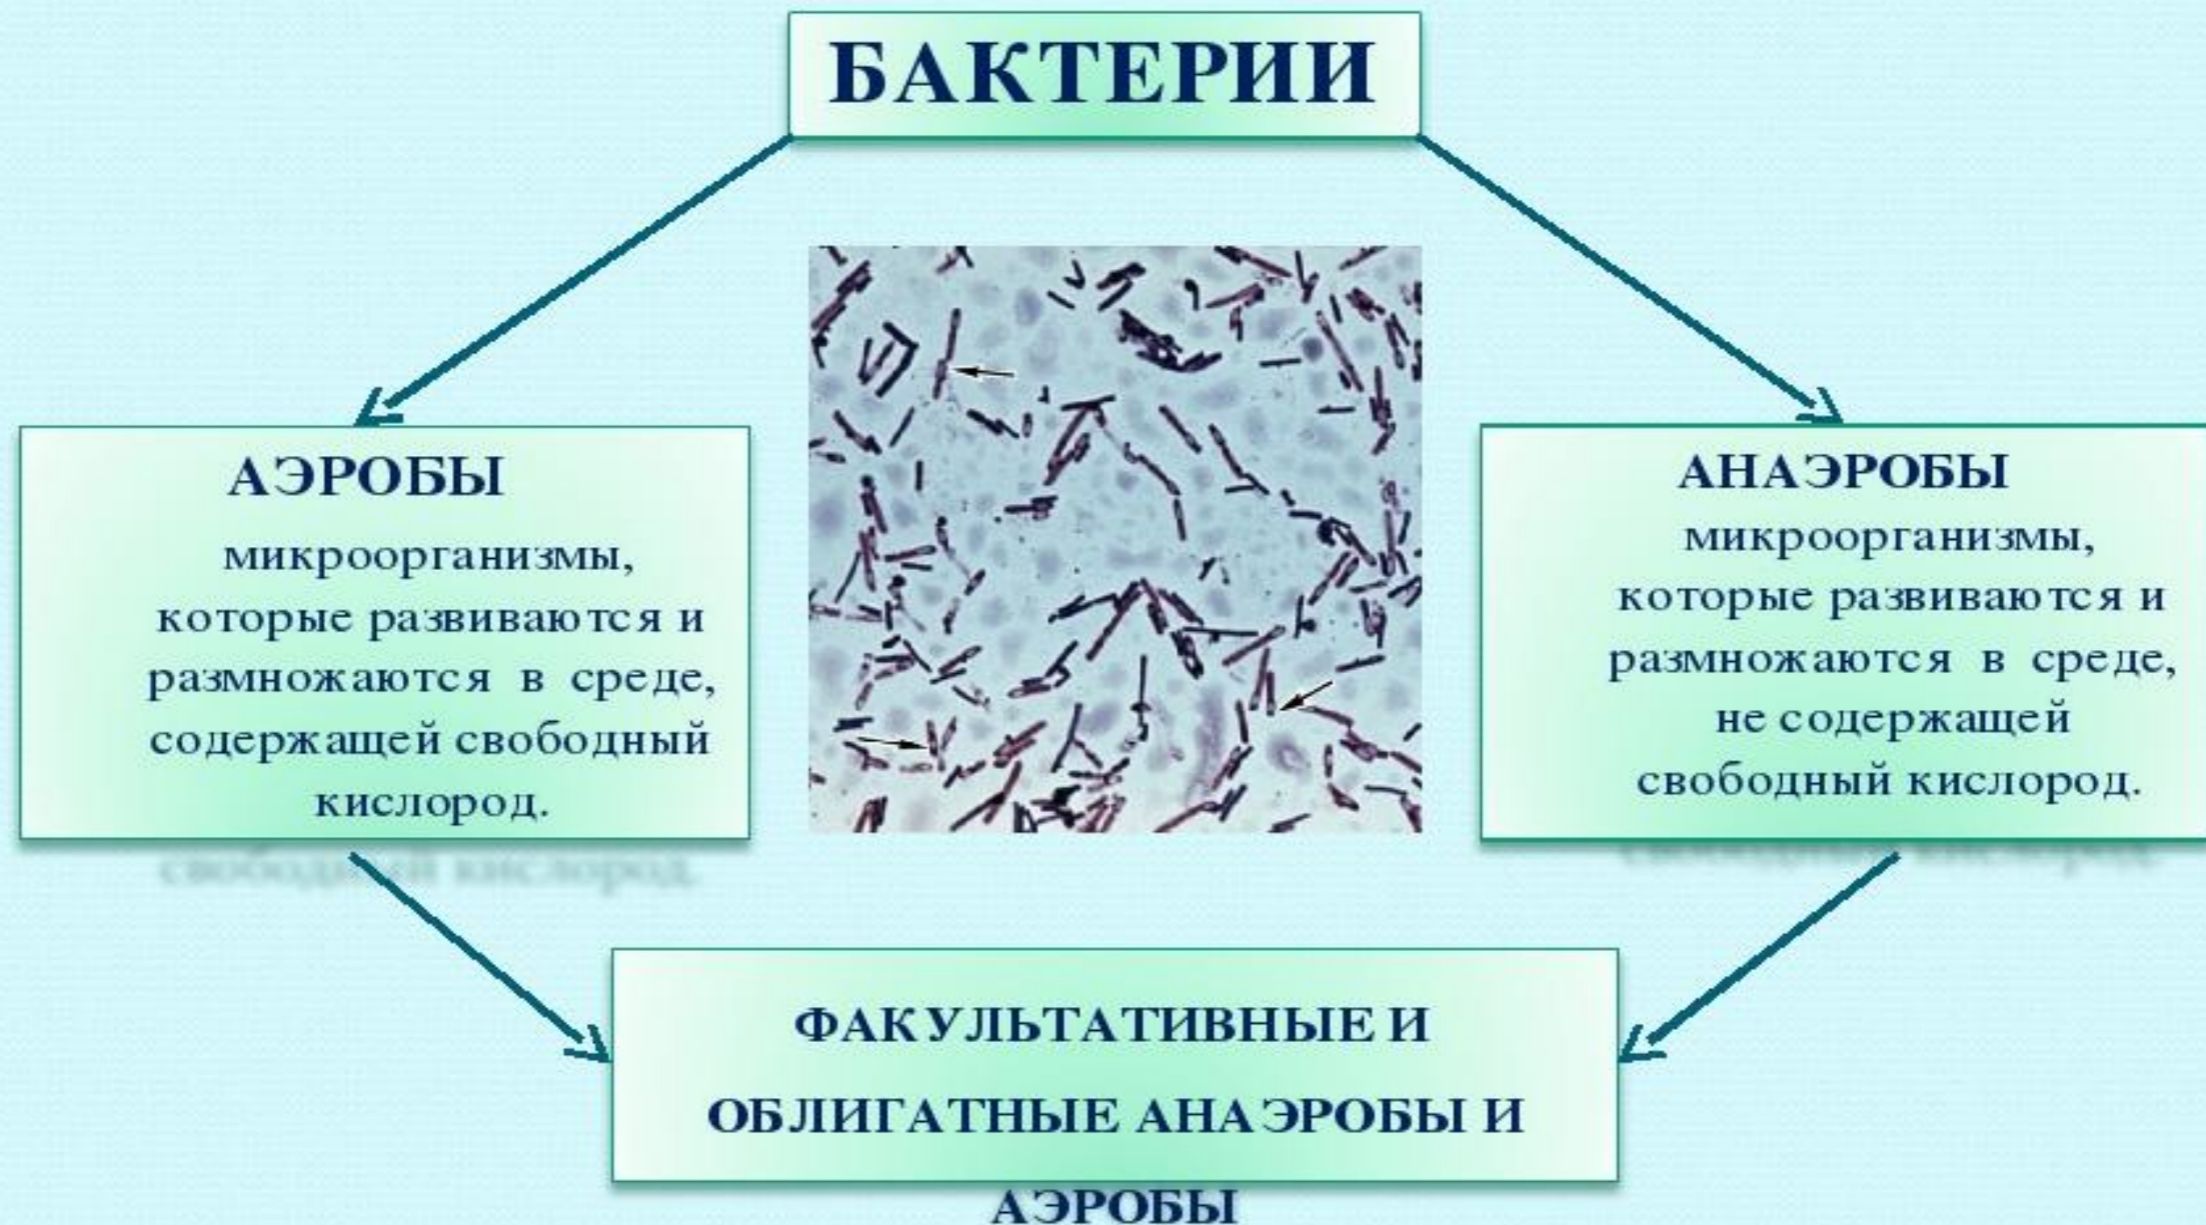 БАКТЕРИИ
АЭРОБЫ
микроорганизмы,
которые развиваются и
размножаются в среде,
содержащей свободный
кислород.
АНАЭРОБЫ
микроорганизмы,
которые развиваются и
размножаются в среде,
не содержащей
свободный кислород.
ФАКУЛЬТАТИВНЫЕ И
ОБЛИГАТНЫЕ АНАЭРОБЫ И
АЭРОБЫ